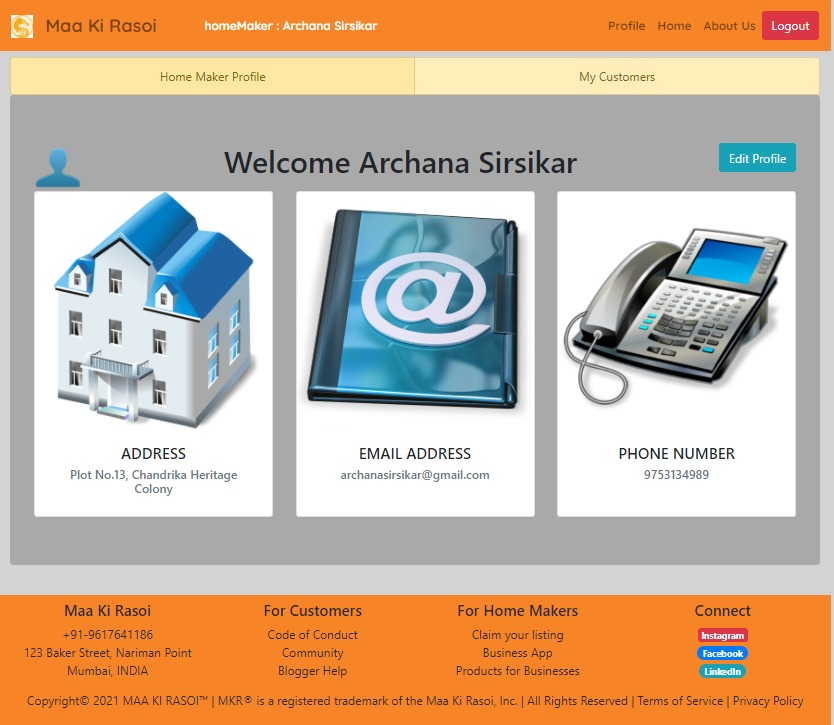 Maa Ki Rasoi homeMaker : Archana Sirsikar Profile Home About Us Logout
Home Maker Profile My Customers
Welcome Archana Sirsikar Edit Profile
@
ADDRESS EMAIL ADDRESS PHONE NUMBER
Plot No.13, Chandrika Heritage archanasirsikar@gmail.com 9753134989
Colony
Maa Ki Rasoi For Customers For Home Makers Connect
+91-9617641186 Code of Conduct Claim your listing Instagram
123 Baker Street, Nariman Point Community Business App Facebook
Mumbai, INDIA Blogger Help Products for Businesses LinkedIn
Copyright© 2021 MAA KI RASOI™ | MKR® is a registered trademark of the Maa Ki Rasoi, Inc. | All Rights Reserved | Terms of Service | Privacy Policy